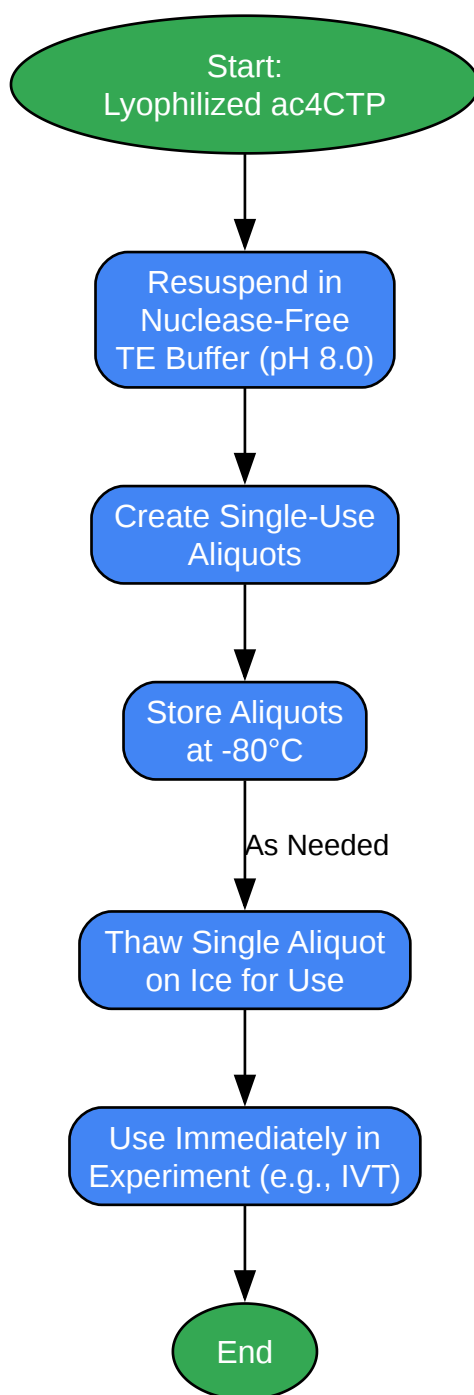 Start:
Lyophilized ac4CTP
Resuspend in
Nuclease-Free
TE Buffer (pH 8.0)
Create Single-Use
Aliquots
Store Aliquots
at -80°C
As Needed
Thaw Single Aliquot
on Ice for Use
Use Immediately in
Experiment (e.g., IVT)
End